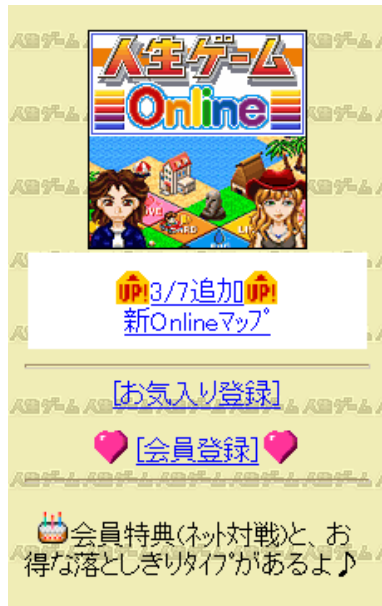 人生ゲーム
Online
UP!3/7追加UP!
新Onlineマップ
[お気入り登録]
[会員登録]
会員特典(ネット対戦)と、お
得な落としきりタイプがあるよ♪